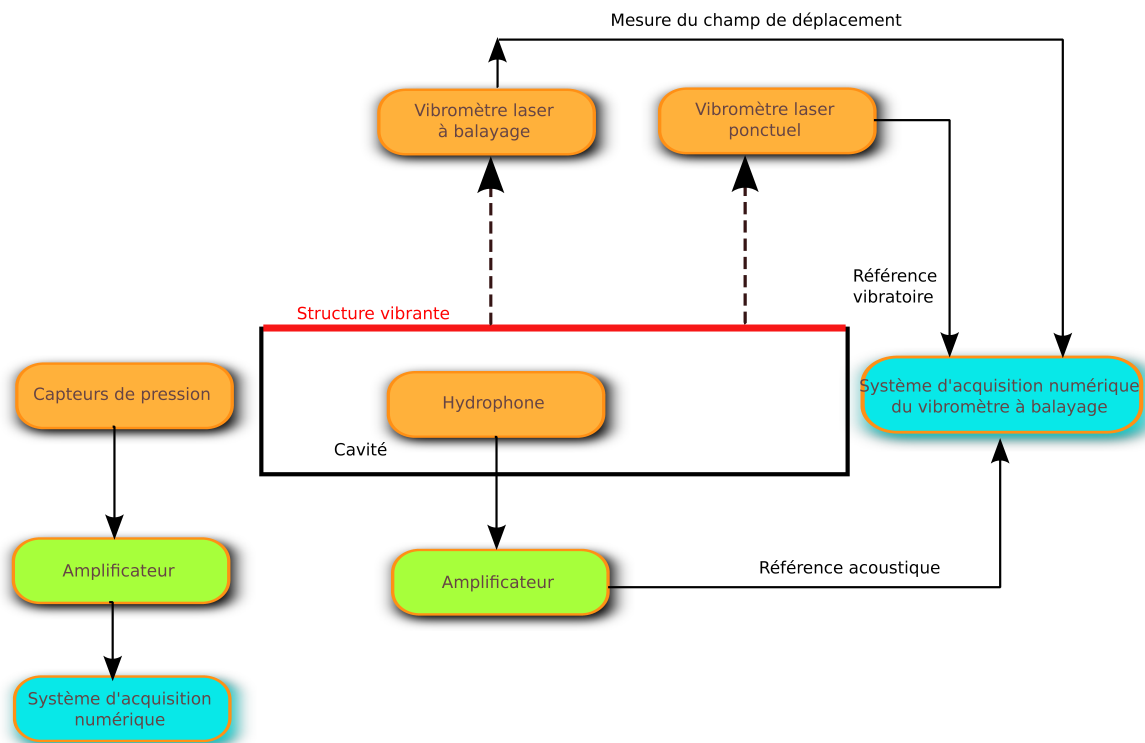 Mesure du champ de déplacement
Vibromètre laser
à balayage
Vibromètre laser
ponctuel
Référence
vibratoire
Structure vibrante
Capteurs de pression
Hydrophone
Système d'acquisition numérique
du vibromètre à balayage
Cavité
Amplificateur
Amplificateur
Référence acoustique
Système d'acquisition
numérique